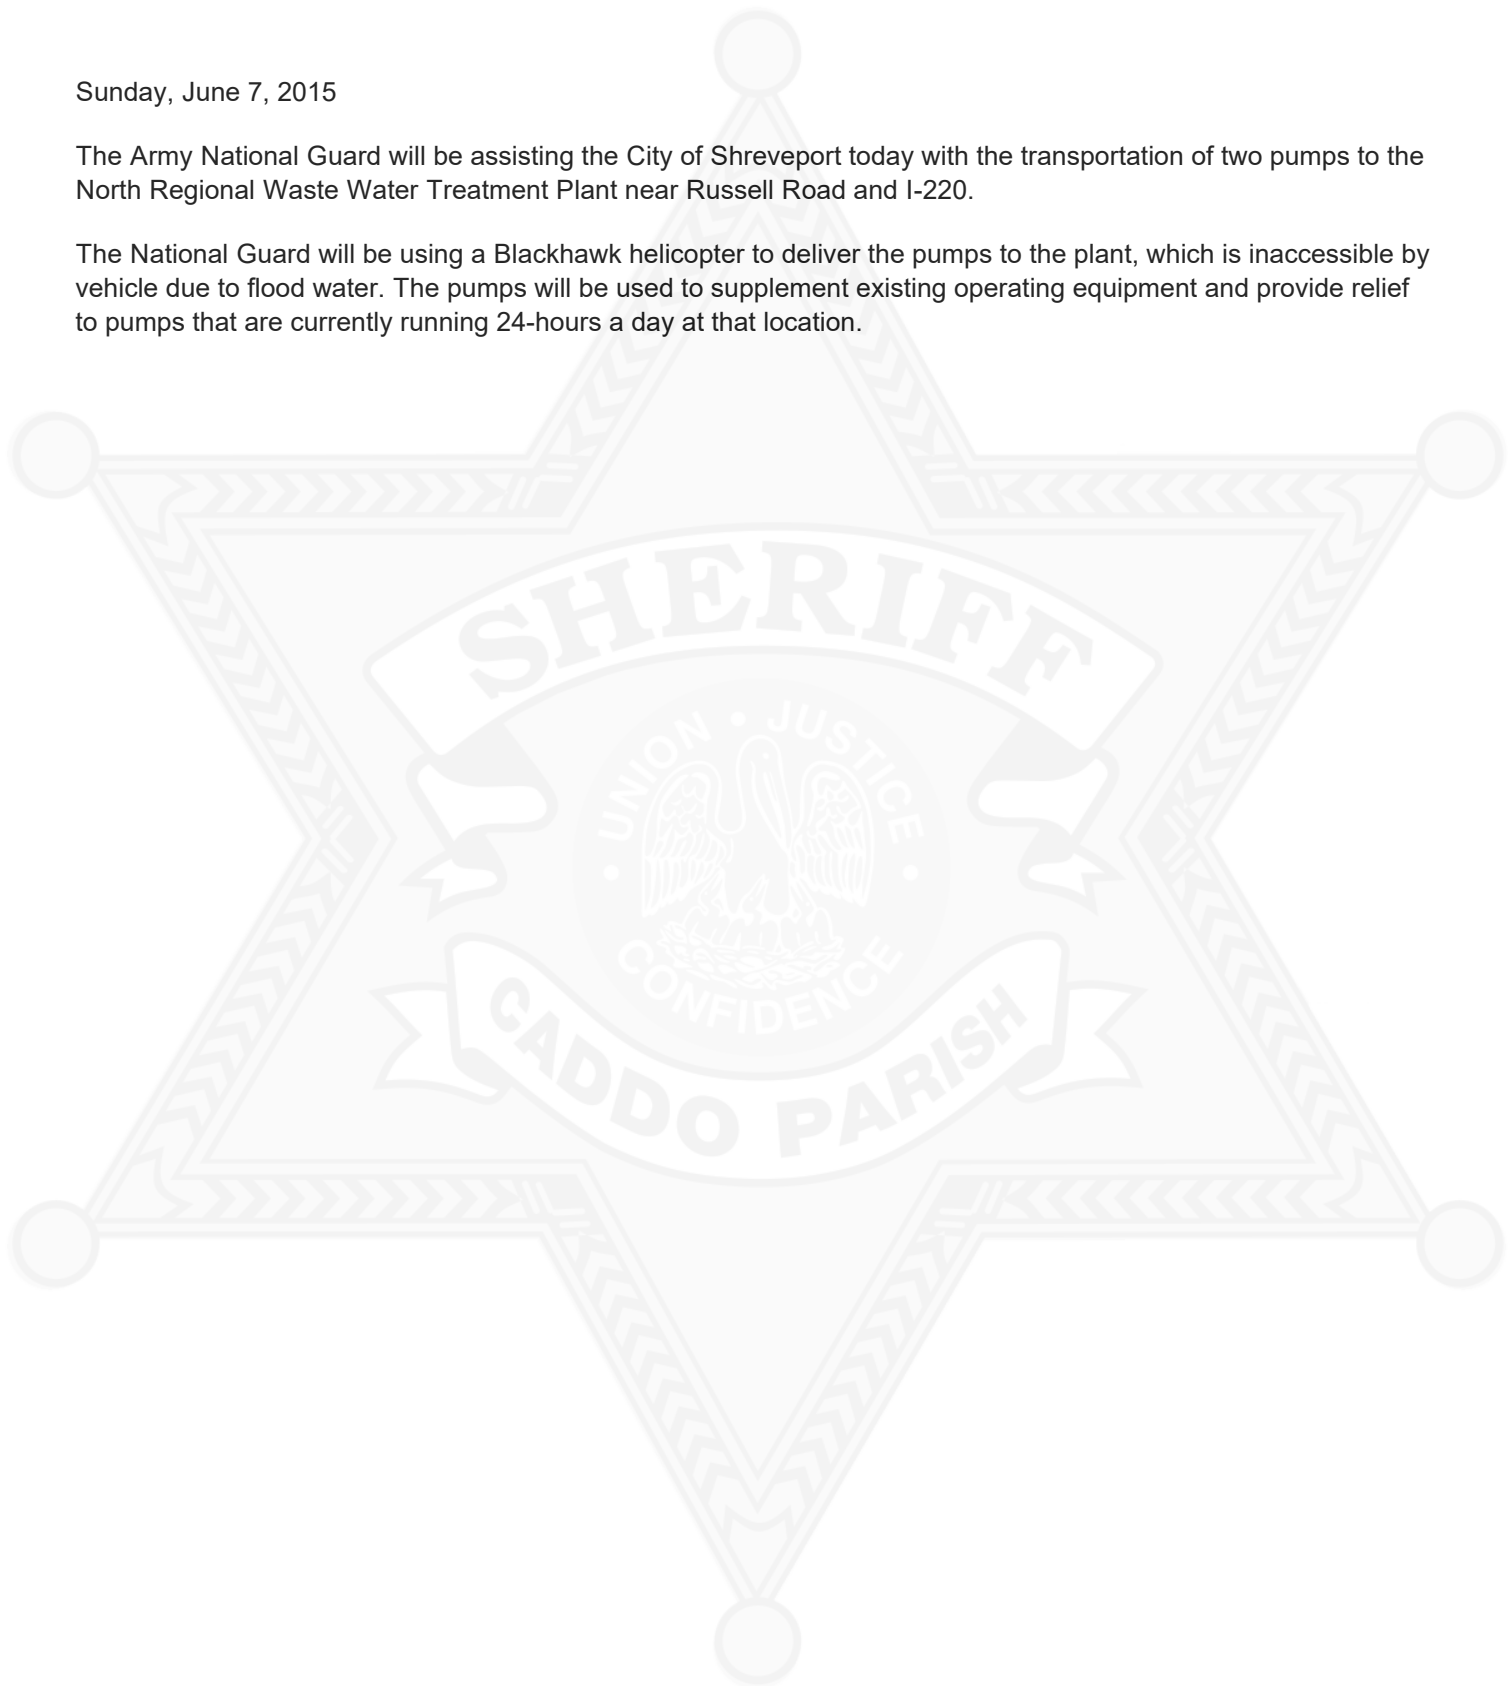 Sunday, June 7, 2015
The Army National Guard will be assisting the City of Shreveport today with the transportation of two pumps to the
North Regional Waste Water Treatment Plant near Russell Road and I-220.
The National Guard will be using a Blackhawk helicopter to deliver the pumps to the plant, which is inaccessible by
vehicle due to flood water. The pumps will be used to supplement existing operating equipment and provide relief
to pumps that are currently running 24-hours a day at that location.
SHERIFF
UNION • JUSTICE
• CONFIDENCE •
CADDO PARISH